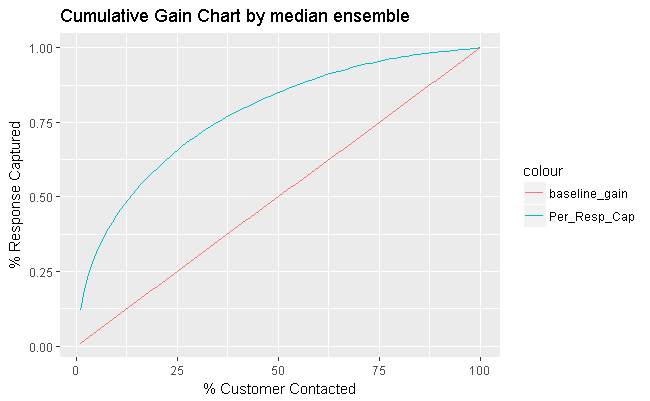 Cumulative Gain Chart by median ensemble
1.00
0.75
0.50
0.25
0.00
% Response Captured
0
25
50
75
100
% Customer Contacted
colour
baseline_gain
Per_Resp_Cap